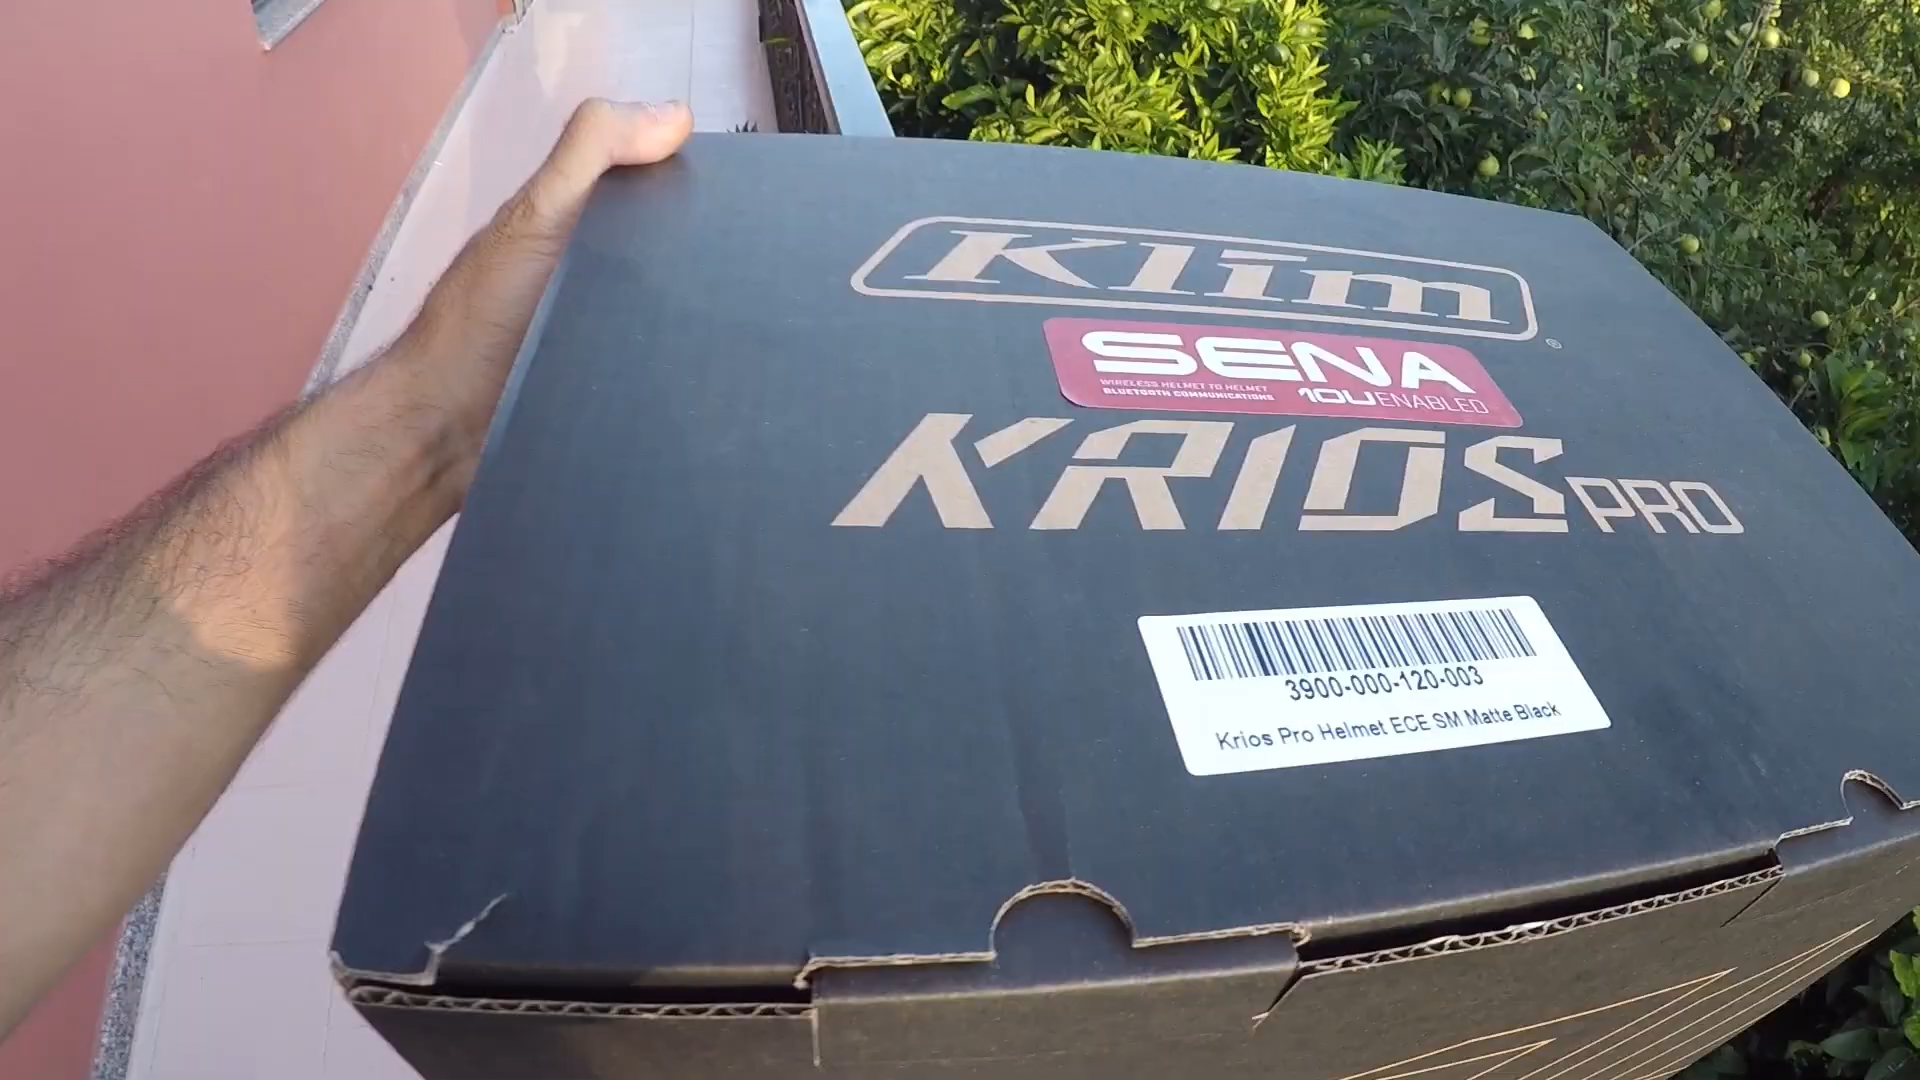 Klim®
SENA
WIRELESS HELMET TO HELMET
BLUETOOTH COMMUNICATIONS
10U ENABLED
KRIOS PRO
3900-000-120-003
Krios Pro Helmet ECE SM Matte Black